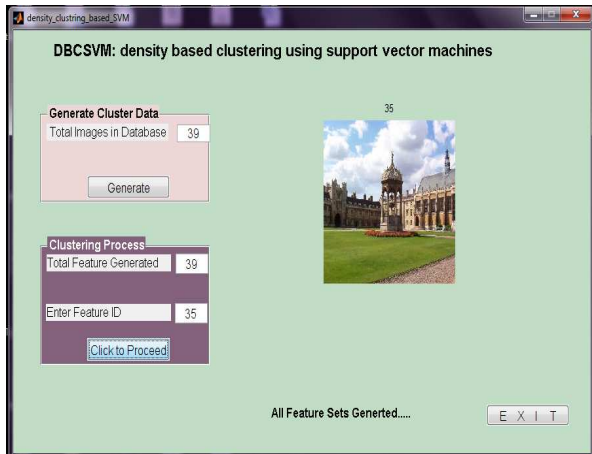 density_clustring_based_SVM
DBCSVM: density based clustering using support vector machines
Generate Cluster Data
Total Images in Database 39
Generate
Clustering Process
Total Feature Generated 39
Enter Feature ID 35
Click to Proceed
35
All Feature Sets Generted.....
E X I T